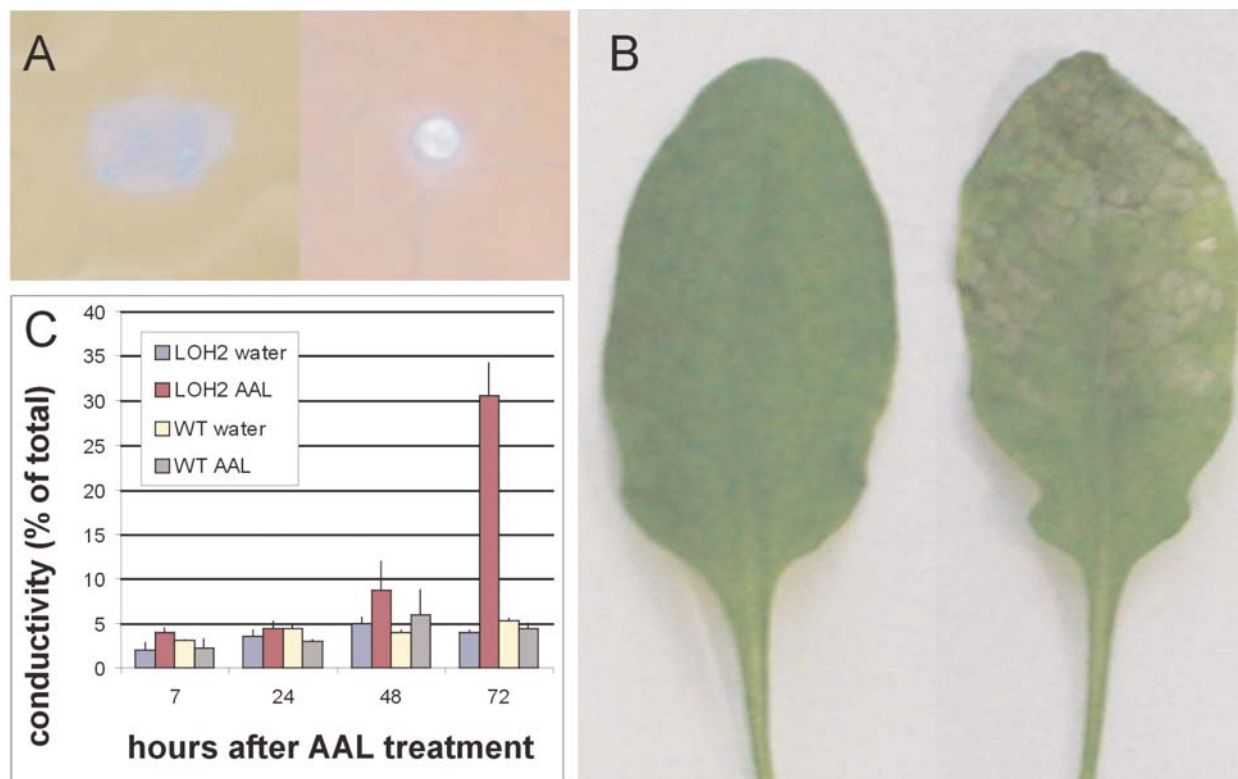 A
B
C
conductivity (% of total)
40
35
30
25
20
15
10
5
0
LOH2 water
LOH2 AAL
WT water
WT AAL
7 24 48 72
hours after AAL treatment